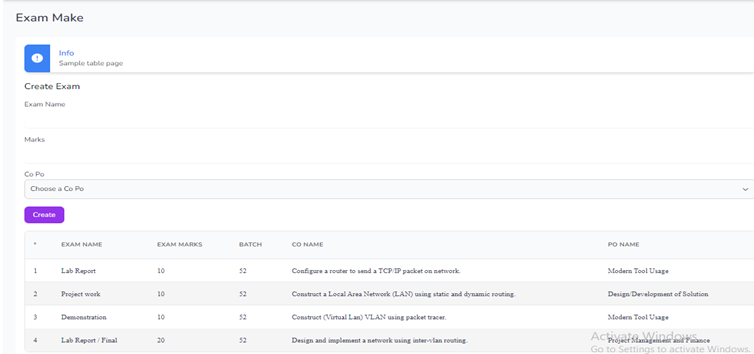 Exam Make
Info
Sample table page
Create Exam
Exam Name
Marks
Co Po
Choose a Co Po
Create
* EXAM NAME EXAM MARKS BATCH CO NAME PO NAME
1 Lab Report 10 52 Configure a router to send a TCP/IP packet on network. Modern Tool Usage
2 Project work 10 52 Construct a Local Area Network (LAN) using static and dynamic routing. Design/Development of Solution
3 Demonstration 10 52 Construct (Virtual Lan) VLAN using packet tracer. Modern Tool Usage
4 Lab Report / Final 20 52 Design and implement a network using inter-vlan routing. Project Management and Finance
Activate Windows
Go to Settings to activate Windows.